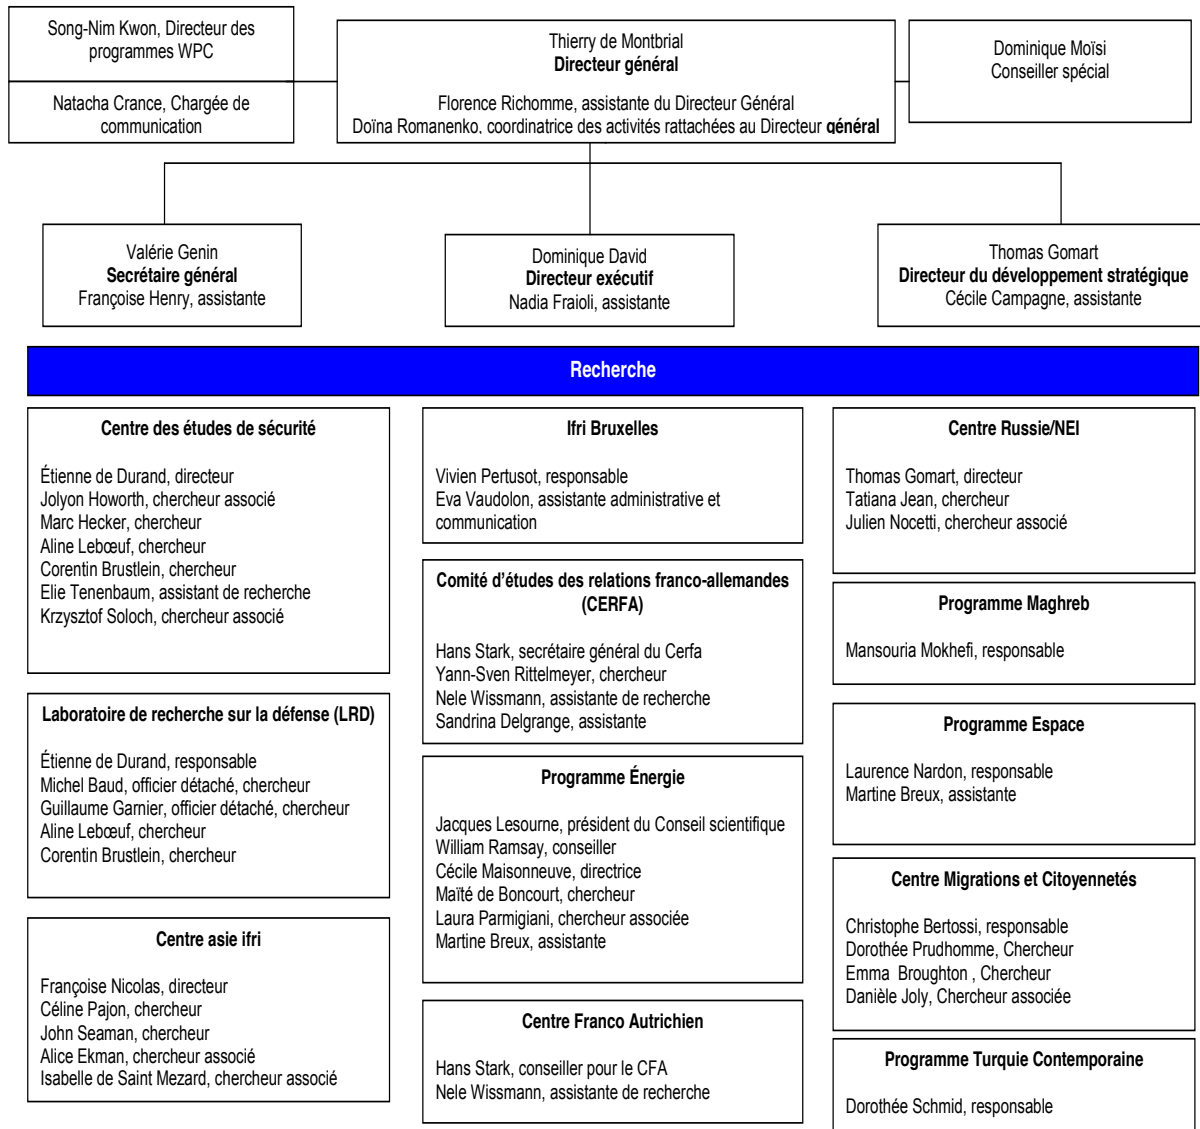 Song-Nim Kwon, Directeur des
programmes WPC
Natacha Crance, Chargée de
communication
Thierry de Montbrial
Directeur général
Florence Richomme, assistante du Directeur Général
Doïna Romanenko, coordinatrice des activités rattachées au Directeur général
Dominique Moïsi
Conseiller spécial
Valérie Genin
Secrétaire général
Françoise Henry, assistante
Dominique David
Directeur exécutif
Nadia Fraioli, assistante
Thomas Gomart
Directeur du développement stratégique
Cécile Campagne, assistante
Recherche
Centre des études de sécurité
Étienne de Durand, directeur
Jolyon Howorth, chercheur associé
Marc Hecker, chercheur
Aline Lebœuf, chercheur
Corentin Brustlein, chercheur
Elie Tenenbaum, assistant de recherche
Krzysztof Soloch, chercheur associé
Laboratoire de recherche sur la défense (LRD)
Étienne de Durand, responsable
Michel Baud, officier détaché, chercheur
Guillaume Garnier, officier détaché, chercheur
Aline Lebœuf, chercheur
Corentin Brustlein, chercheur
Centre asie ifri
Françoise Nicolas, directeur
Céline Pajon, chercheur
John Seaman, chercheur
Alice Ekman, chercheur associé
Isabelle de Saint Mezard, chercheur associé
Ifri Bruxelles
Vivien Pertusot, responsable
Eva Vaudolon, assistante administrative et
communication
Comité d'études des relations franco-allemandes
(CERFA)
Hans Stark, secrétaire général du Cerfa
Yann-Sven Rittelmeyer, chercheur
Nele Wissmann, assistante de recherche
Sandrina Delgrange, assistante
Programme Énergie
Jacques Lesourne, président du Conseil scientifique
William Ramsay, conseiller
Cécile Maisonneuve, directrice
Maïté de Boncourt, chercheur
Laura Parmigiani, chercheur associée
Martine Breux, assistante
Centre Franco Autrichien
Hans Stark, conseiller pour le CFA
Nele Wissmann, assistante de recherche
Centre Russie/NEI
Thomas Gomart, directeur
Tatiana Jean, chercheur
Julien Nocetti, chercheur associé
Programme Maghreb
Mansouria Mokhefi, responsable
Programme Espace
Laurence Nardon, responsable
Martine Breux, assistante
Centre Migrations et Citoyennetés
Christophe Bertossi, responsable
Dorothée Prudhomme, Chercheur
Emma Broughton , Chercheur
Danièle Joly, Chercheur associée
Programme Turquie Contemporaine
Dorothée Schmid, responsable